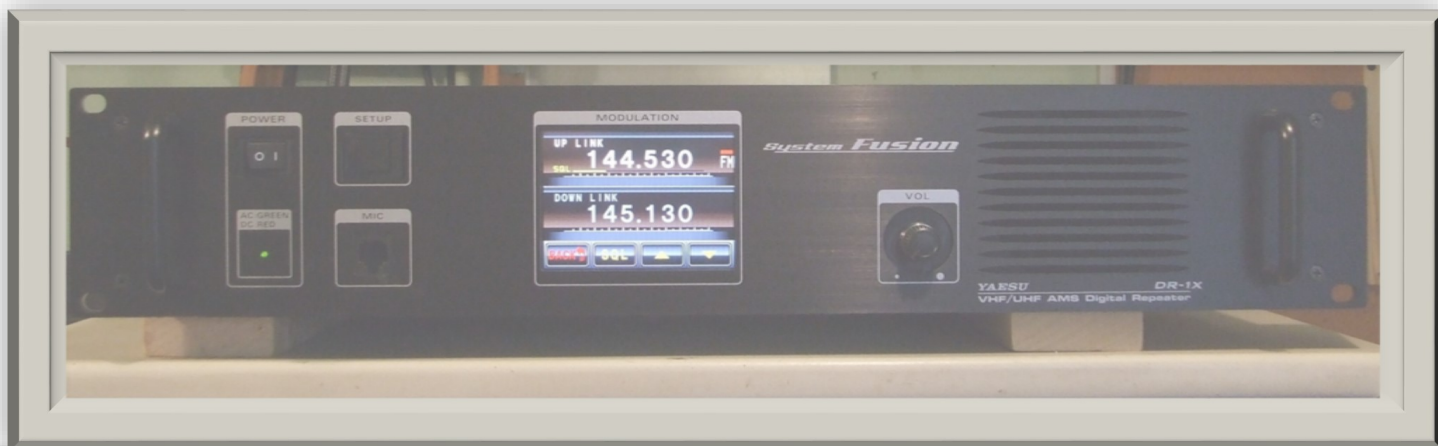 POWER
O I
AC-GREEN
DC-RED
SETUP
MIC
MODULATION
UP LINK
144.530
FM
SQL
DOWN LINK
145.130
SQL
System Fusion
VOL
YAESU
DR-1X
VHF/UHF AMS Digital Repeater